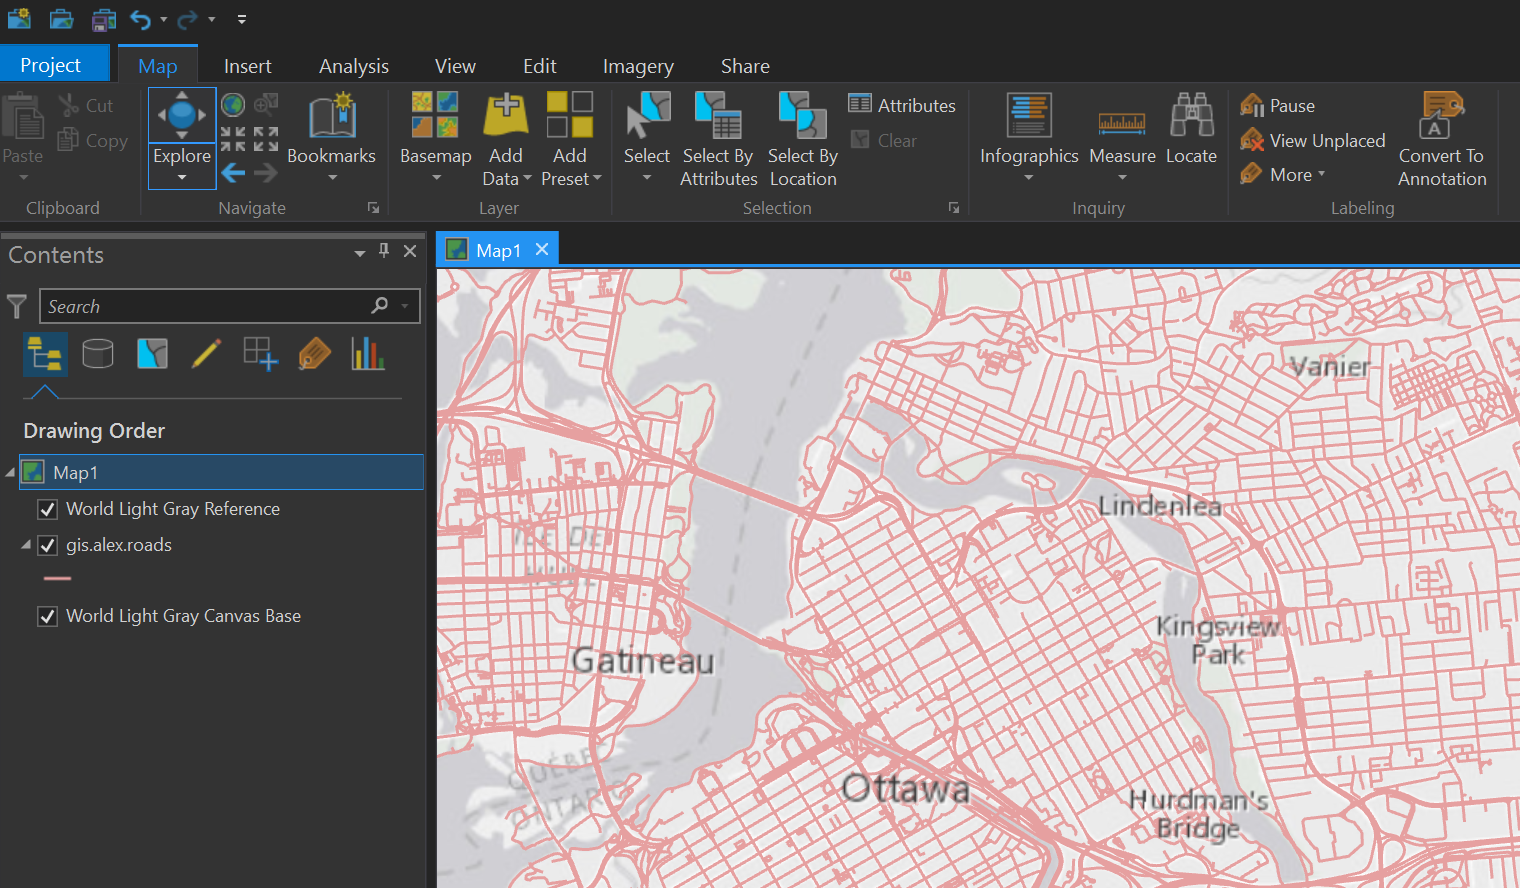 Project
Map
Insert
Analysis
View
Edit
Imagery
Share
Paste
Cut
Copy
Clipboard
Explore
Bookmarks
Navigate
Basemap
Add
Data
Add
Preset
Layer
Select
Select By
Attributes
Select By
Location
Attributes
Clear
Selection
Infographics
Measure
Locate
Inquiry
Pause
View Unplaced
More
Convert To
Annotation
A
Labeling
Contents
Search
Drawing Order
Map1
World Light Gray Reference
gis.alex.roads
World Light Gray Canvas Base
Map1
Vanier
Lindenlea
ÎLE DE
HULL
Kingsview
Park
Gatineau
QUÉBEC
ONTARIO
Ottawa
Hurdman's
Bridge